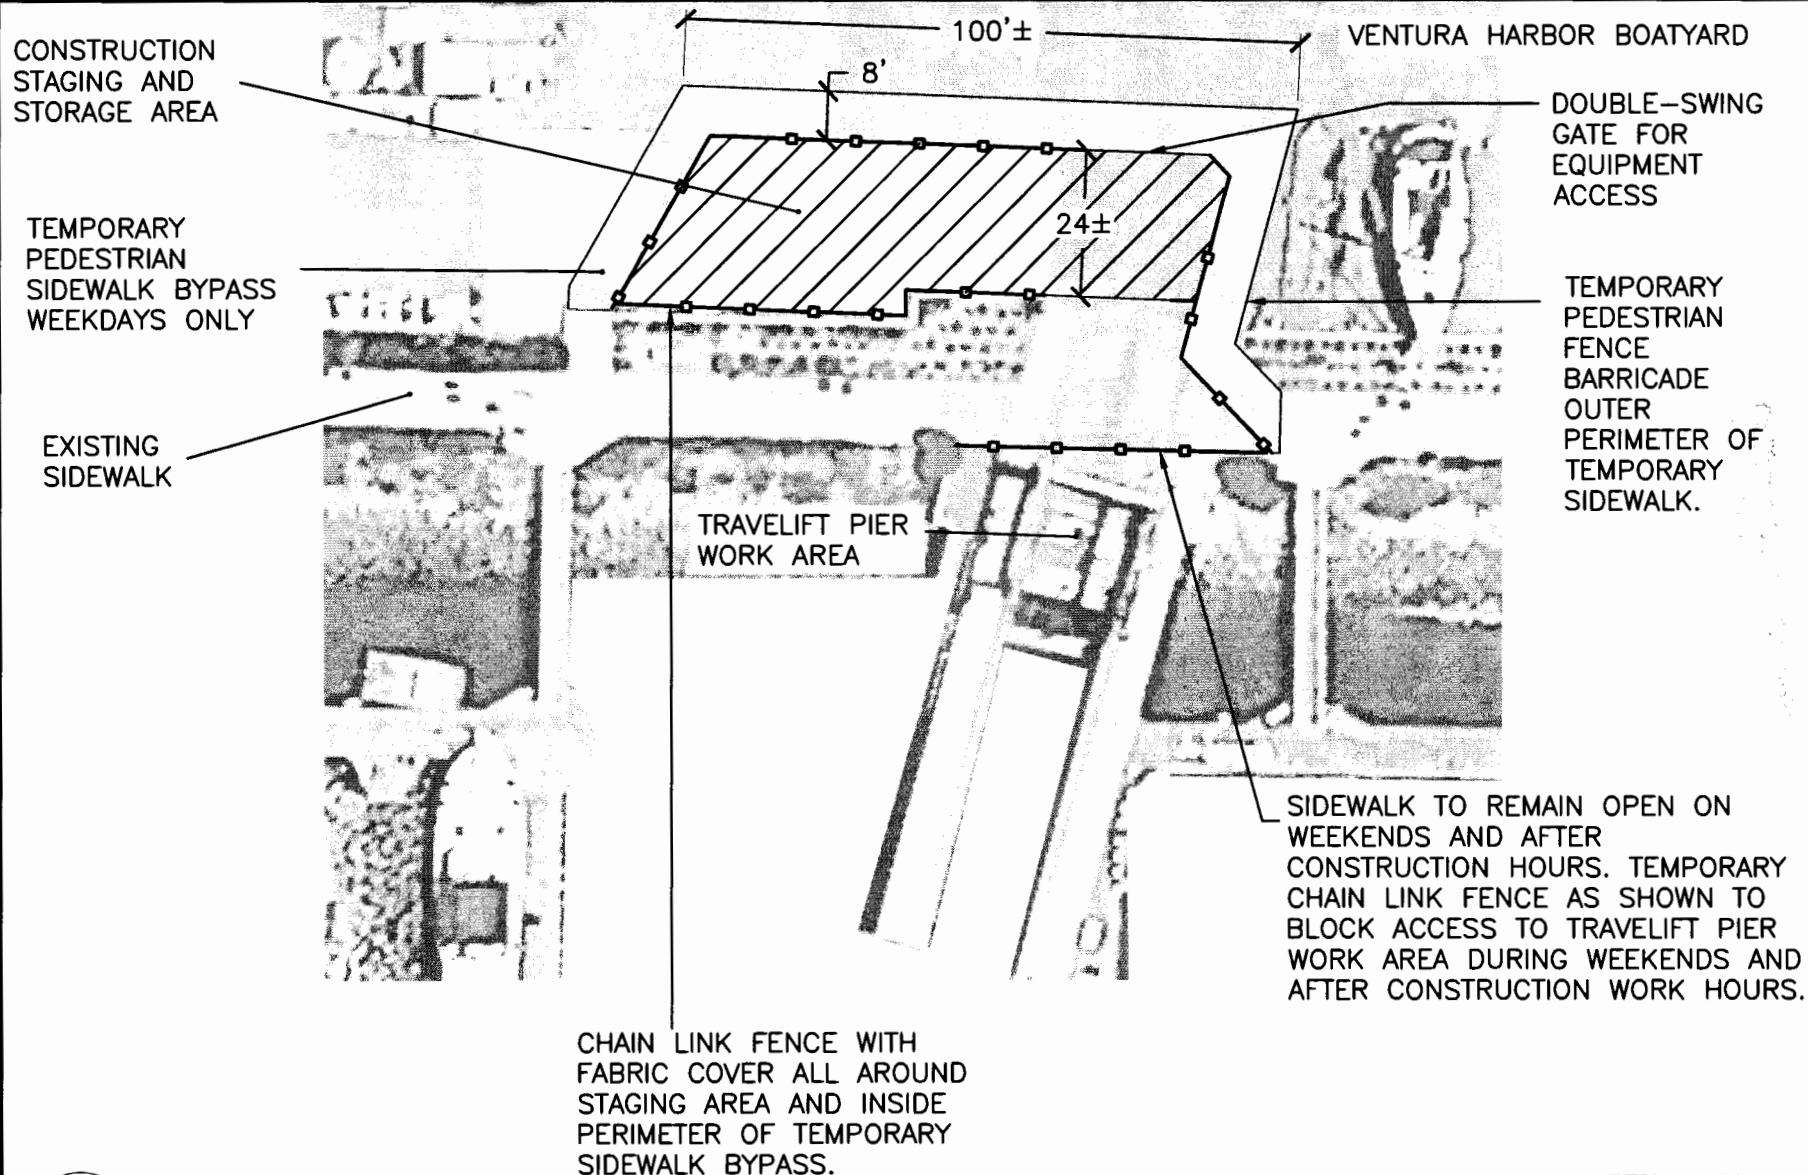 100'±
VENTURA HARBOR BOATYARD
CONSTRUCTION
STAGING AND
STORAGE AREA
8'
DOUBLE-SWING
GATE FOR
EQUIPMENT
ACCESS
24±
TEMPORARY
PEDESTRIAN
SIDEWALK BYPASS
WEEKDAYS ONLY
TEMPORARY
PEDESTRIAN
FENCE
BARRICADE
OUTER
PERIMETER OF
TEMPORARY
SIDEWALK.
EXISTING
SIDEWALK
TRAVELIFT PIER
WORK AREA
SIDEWALK TO REMAIN OPEN ON
WEEKENDS AND AFTER
CONSTRUCTION HOURS. TEMPORARY
CHAIN LINK FENCE AS SHOWN TO
BLOCK ACCESS TO TRAVELIFT PIER
WORK AREA DURING WEEKENDS AND
AFTER CONSTRUCTION WORK HOURS.
CHAIN LINK FENCE WITH
FABRIC COVER ALL AROUND
STAGING AREA AND INSIDE
PERIMETER OF TEMPORARY
SIDEWALK BYPASS.